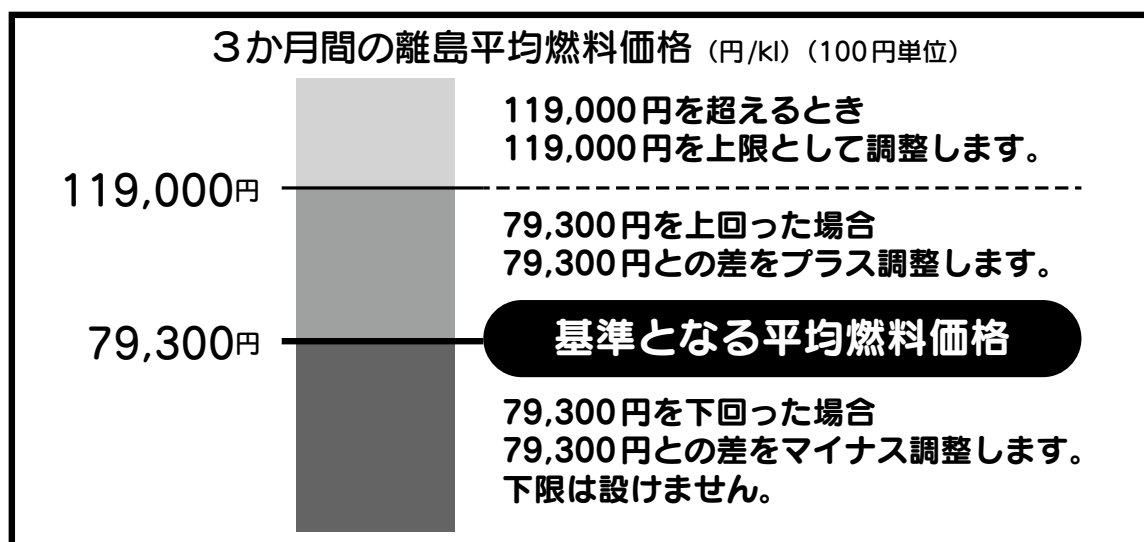 ３か月間の離島平均燃料価格（円/kl）（100円単位）
119,000円を超えるとき
119,000円を上限として調整します。
119,000円
79,300円を上回った場合
79,300円との差をプラス調整します。
79,300円
基準となる平均燃料価格
79,300円を下回った場合
79,300円との差をマイナス調整します。
下限は設けません。